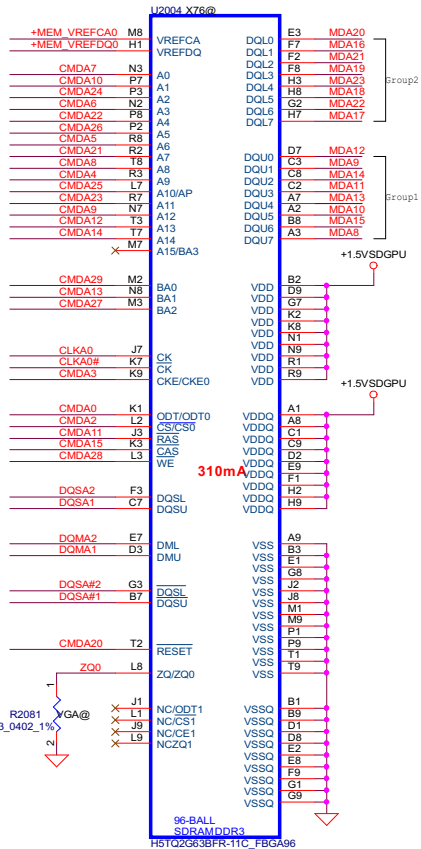 U2004 X76@
+MEM_VREFCA0 M8 VREFCA
+MEM_VREFDQ0 H1 VREFDQ
CMDA7 N3 A0
CMDA10 P7 A1
CMDA24 P3 A2
CMDA6 N2 A3
CMDA22 P8 A4
CMDA26 P2 A5
CMDA5 R8 A6
CMDA21 R2 A7
CMDA8 T8 A8
CMDA4 R3 A9
CMDA25 L7 A10/AP
CMDA23 R7 A11
CMDA9 N7 A12
CMDA12 T3 A13
CMDA14 T7 A14
M7 A15/BA3
CMDA29 M2 BA0
CMDA13 N8 BA1
CMDA27 M3 BA2
CLKA0 J7 CK
CLKA0# K7 CK
CMDA3 K9 CKE/CKE0
CMDA0 K1 ODT/ODT0
CMDA2 L2 CS/CS0
CMDA11 J3 RAS
CMDA15 K3 CAS
CMDA28 L3 WE
DQSA2 F3 DQSL
DQSA1 C7 DQSU
DQMA2 E7 DML
DQMA1 D3 DMU
DQSA#2 G3 DQSL
DQSA#1 B7 DQSU
CMDA20 T2 RESET
ZQ0 L8 ZQ/ZQ0
1
R2081 VGA@
3_0402_1%
2
J1 NC/ODT1
L1 NC/CS1
J9 NC/CE1
L9 NCZQ1
310mA
DQL0 E3 MDA20
DQL1 F7 MDA16
DQL2 F2 MDA21
DQL3 F8 MDA19
DQL4 H3 MDA23
DQL5 H8 MDA18
DQL6 G2 MDA22
DQL7 H7 MDA17
Group2
DQU0 D7 MDA12
DQU1 C3 MDA9
DQU2 C8 MDA14
DQU3 C2 MDA11
DQU4 A7 MDA13
DQU5 A2 MDA10
DQU6 B8 MDA15
DQU7 A3 MDA8
Group1
+1.5VSDGPU
VDD B2
VDD D9
VDD G7
VDD K2
VDD K8
VDD N1
VDD N9
VDD R1
VDD R9
+1.5VSDGPU
VDDQ A1
VDDQ A8
VDDQ C1
VDDQ C9
VDDQ D2
VDDQ E9
VDDQ F1
VDDQ H2
VDDQ H9
VSS A9
VSS B3
VSS E1
VSS G8
VSS J2
VSS J8
VSS M1
VSS M9
VSS P1
VSS P9
VSS T1
VSS T9
VSSQ B1
VSSQ B9
VSSQ D1
VSSQ D8
VSSQ E2
VSSQ E8
VSSQ F9
VSSQ G1
VSSQ G9
96-BALL
SDRAMDDR3
H5TQ2G63BFR-11C_FBGA96